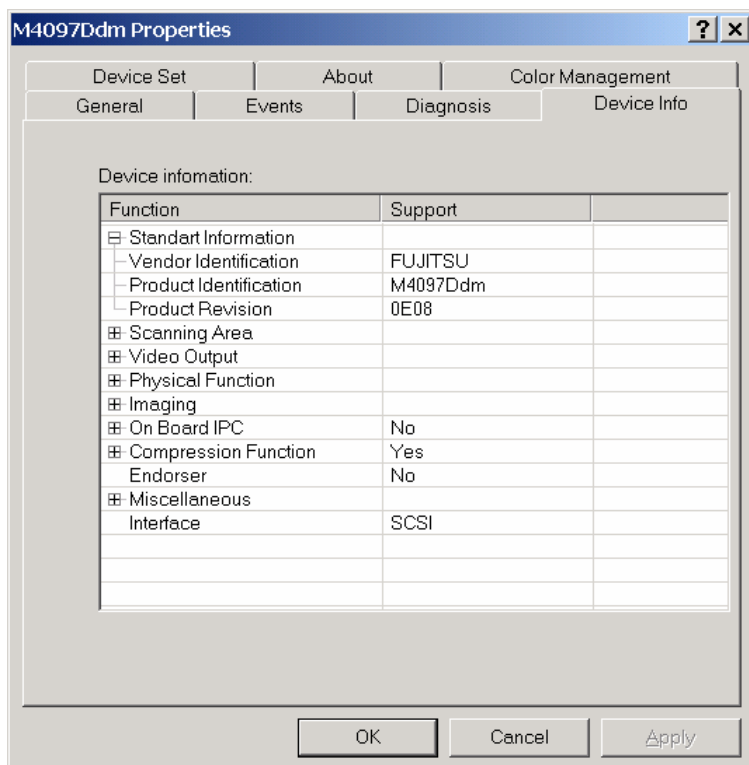 M4097Ddm Properties
Device Set About Color Management
General Events Diagnosis Device Info
Device infomation:
Function Support
Standart Information
Vendor Identification FUJITSU
Product Identification M4097Ddm
Product Revision 0E08
Scanning Area
Video Output
Physical Function
Imaging
On Board IPC No
Compression Function Yes
Endorser No
Miscellaneous
Interface SCSI
OK Cancel Apply